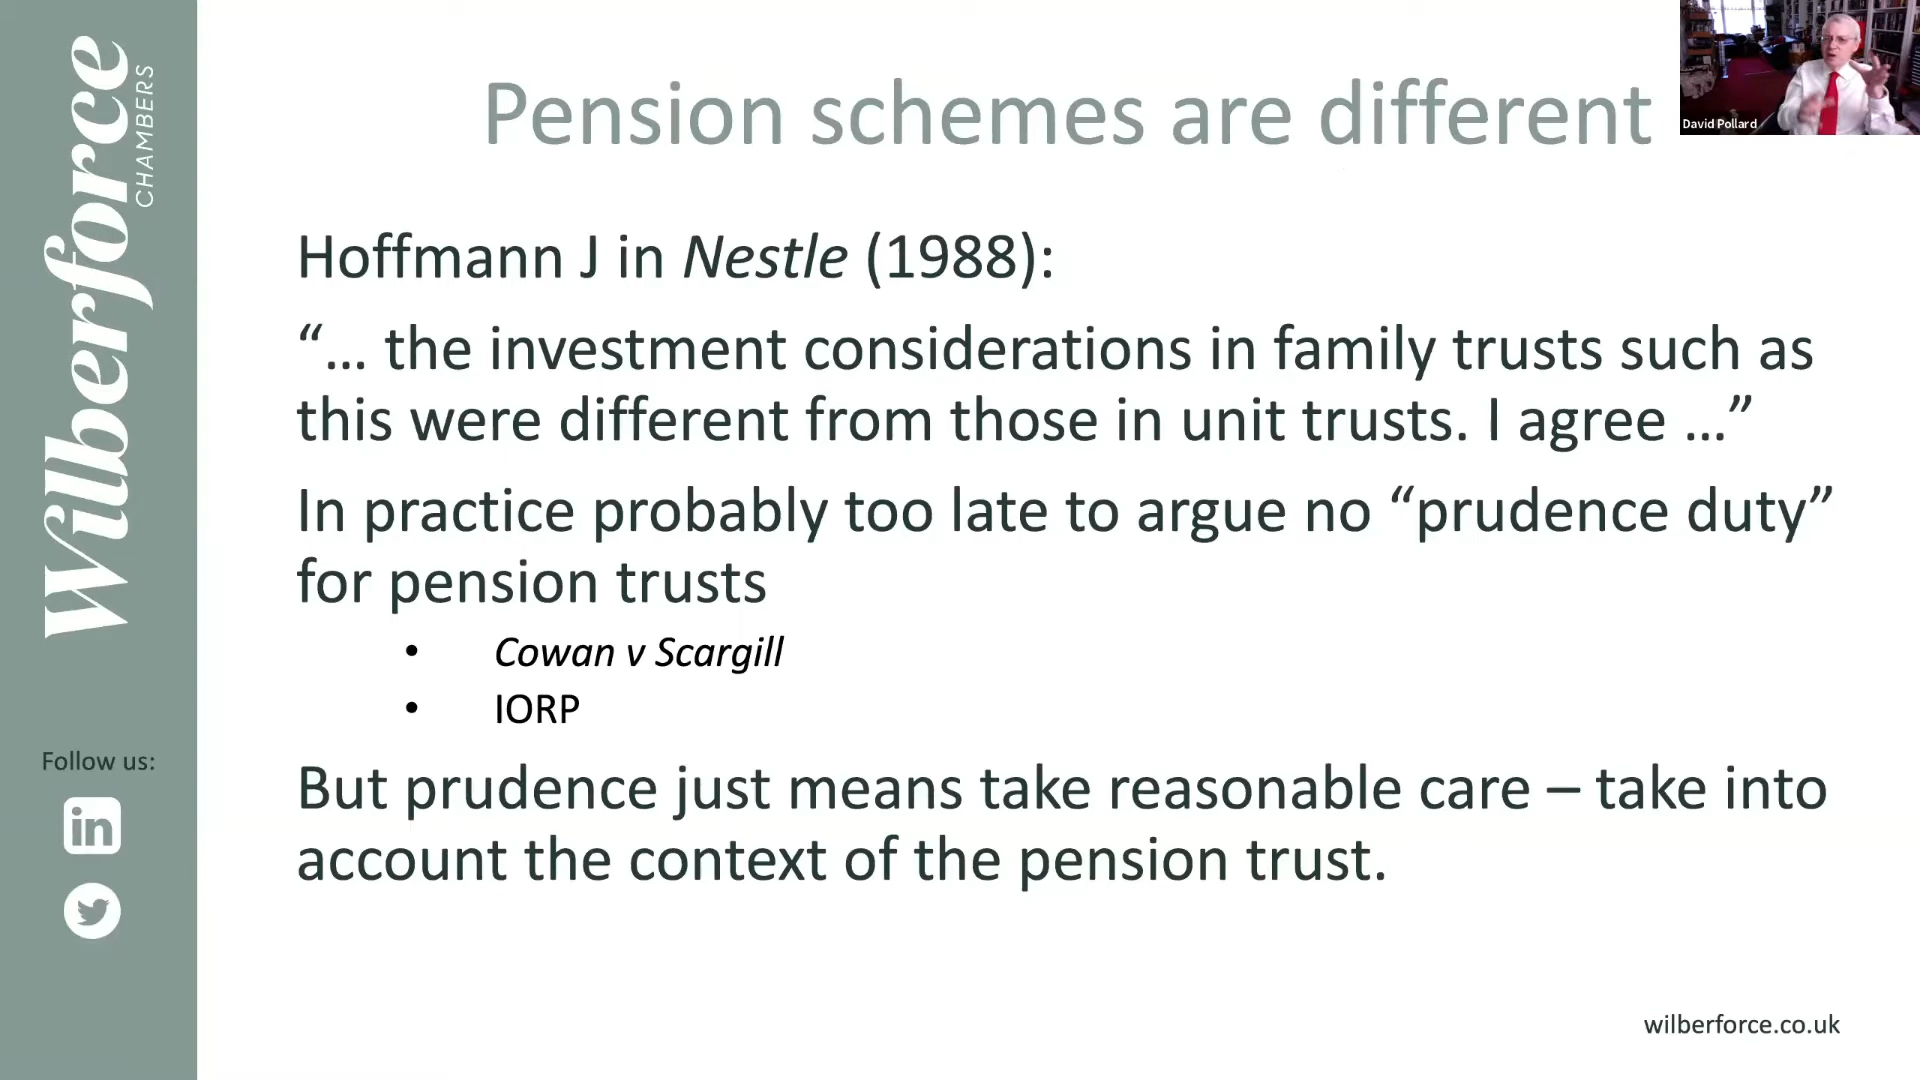 Wilberforce
CHAMBERS
Follow us:
in
Pension schemes are different
David Pollard
Hoffmann J in Nestle (1988):
“… the investment considerations in family trusts such as
this were different from those in unit trusts. I agree …”
In practice probably too late to argue no “prudence duty”
for pension trusts
• Cowan v Scargill
• IORP
But prudence just means take reasonable care – take into
account the context of the pension trust.
wilberforce.co.uk